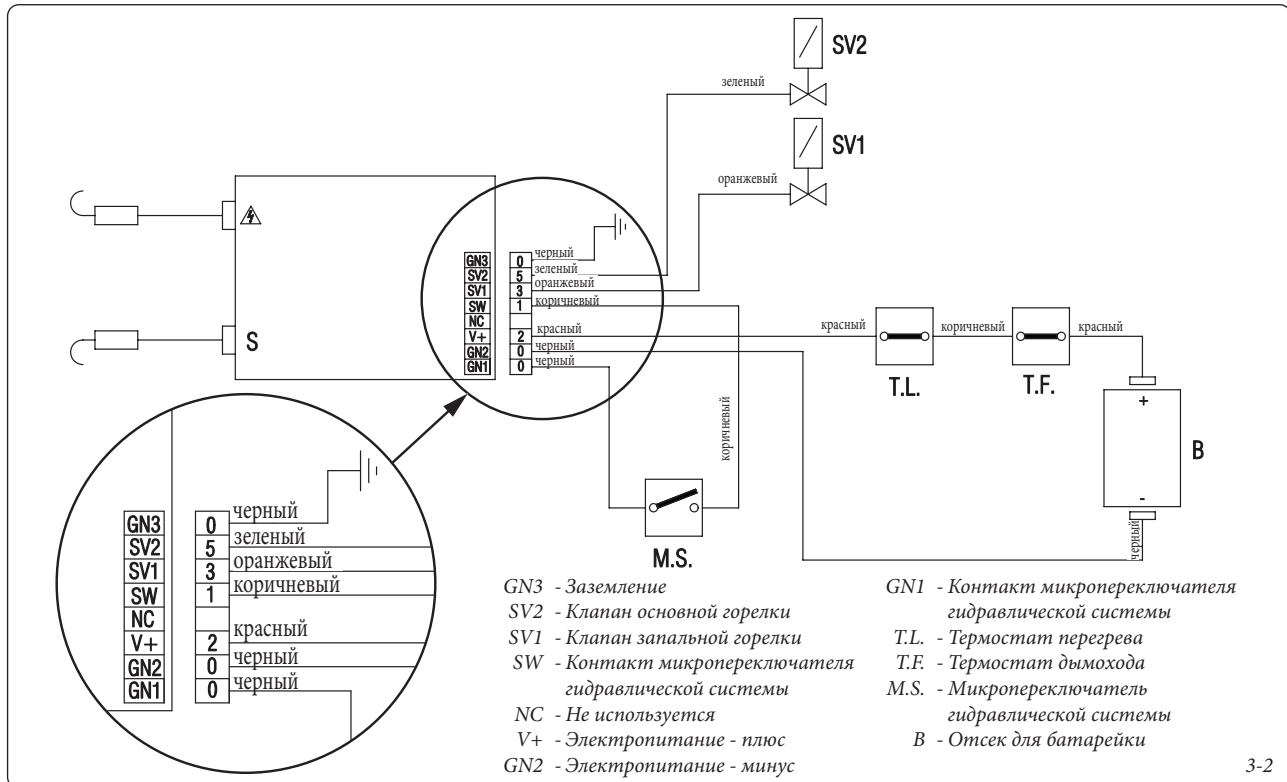 SV2
зеленый
SV1
оранжевый
GN3 0 черный
SV2 5 зеленый
SV1 3 оранжевый
SW 1 коричневый
NC
V+ 2 красный
GN2 0 черный
GN1 0 черный
S
красный
коричневый
красный
T.L.
T.F.
+
-
B
черный
коричневый
M.S.
GN3 0 черный
SV2 5 зеленый
SV1 3 оранжевый
SW 1 коричневый
NC
V+ 2 красный
GN2 0 черный
GN1 0 черный
GN3 - Заземление
SV2 - Клапан основной горелки
SV1 - Клапан запальной горелки
SW - Контакт микропереключателя
гидравлической системы
NC - Не используется
V+ - Электропитание - плюс
GN2 - Электропитание - минус
GN1 - Контакт микропереключателя
гидравлической системы
T.L. - Термостат перегрева
T.F. - Термостат дымохода
M.S. - Микропереключатель
гидравлической системы
B - Отсек для батарейки
3-2